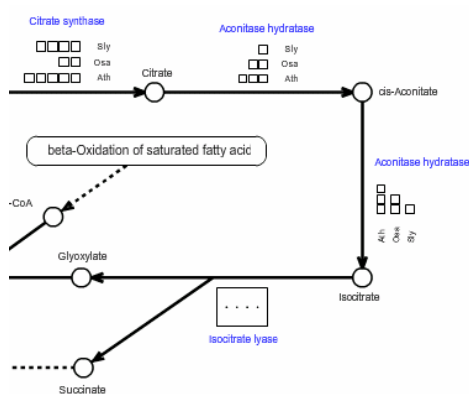 Citrate synthase
Aconitase hydratase
Sly
Osa
Ath
Sly
Osa
Ath
Citrate
cis-Aconitate
beta-Oxidation of saturated fatty acid
Aconitase hydratase
-CoA
Ath
Osa
Sly
Glyoxylate
Isocitrate
Isocitrate lyase
Succinate